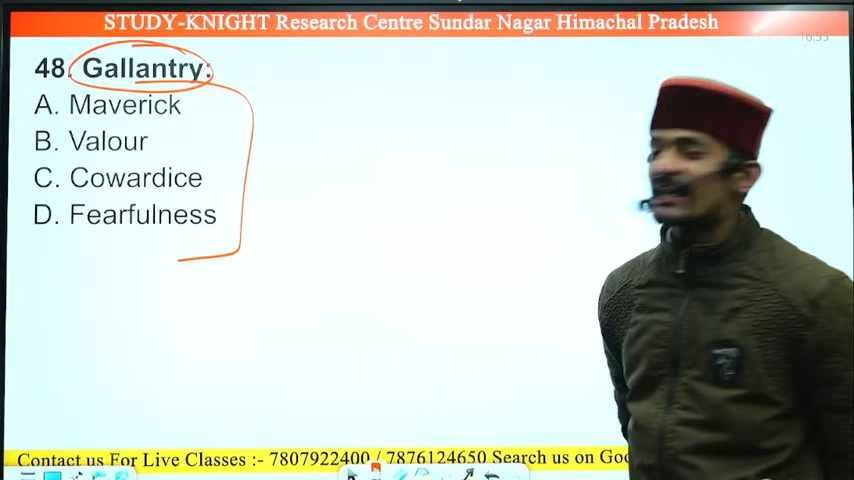 STUDY-KNIGHT Research Centre Sundar Nagar Himachal Pradesh
48. Gallantry:
A. Maverick
B. Valour
C. Cowardice
D. Fearfulness
Contact us For Live Classes :- 7807922400 / 7876124650 Search us on Goo